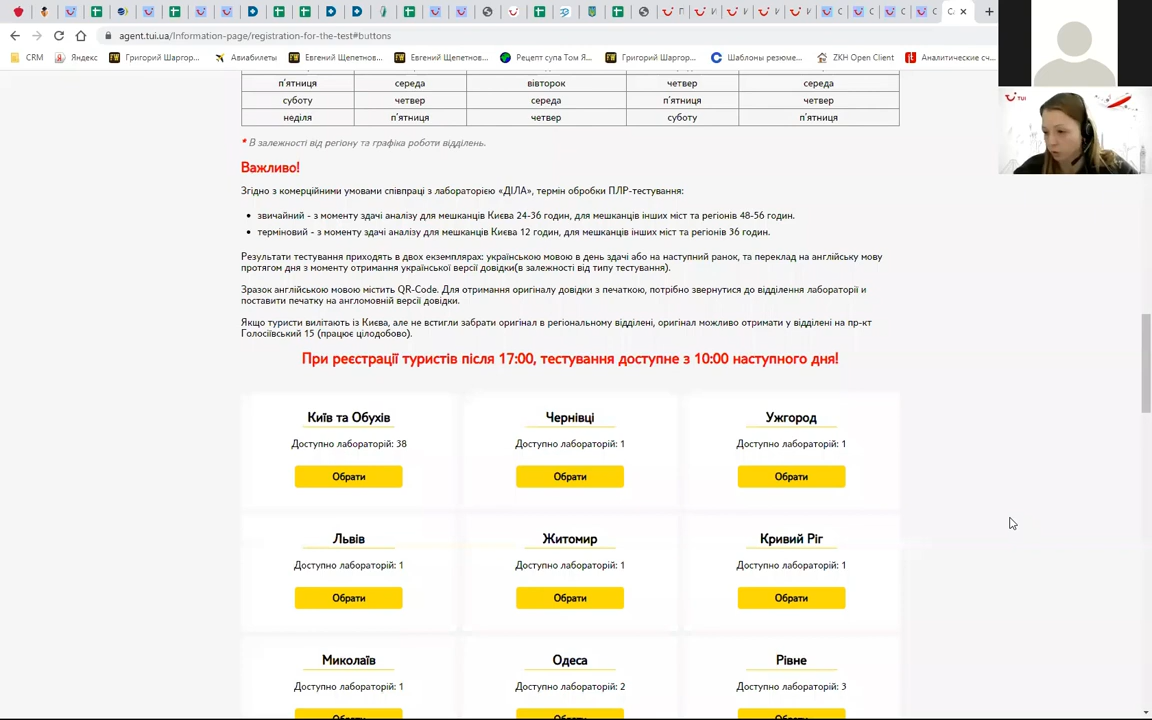 agent.tui.ua/Information-page/registration-for-the-test#buttons
CRM Яндекс Григорий Шаргор... Авиабилеты Евгений Щепетнов... Евгений Щепетнов... Рецепт супа Том Я... Григорий Шаргор... Шаблоны резюме... ZKH Open Client Аналитические сч...
п'ятниця середа вівторок четвер середа
суботу четвер середа п'ятниця четвер
неділя п'ятниця четвер суботу п'ятниця
* В залежності від регіону та графіка роботи відділень.
Важливо!
Згідно з комерційними умовами співпраці з лабораторією «ДІЛА», термін обробки ПЛР-тестування:
• звичайний - з моменту здачі аналізу для мешканців Києва 24-36 годин, для мешканців інших міст та регіонів 48-56 годин.
• терміновий - з моменту здачі аналізу для мешканців Києва 12 годин, для мешканців інших міст та регіонів 36 годин.
Результати тестування приходять в двох екземплярах: українською мовою в день здачі або на наступний ранок, та переклад на англійську мову
протягом дня з моменту отримання української версії довідки(в залежності від типу тестування).
Зразок англійською мовою містить QR-Code. Для отримання оригіналу довідки з печаткою, потрібно звернутися до відділення лабораторії и
поставити печатку на англомовній версії довідки.
Якщо туристи вилітають із Києва, але не встигли забрати оригінал в регіональному відділені, оригінал можливо отримати у відділені на пр-кт
Голосіївський 15 (працює цілодобово).
При реєстрації туристів після 17:00, тестування доступне з 10:00 наступного дня!
Київ та Обухів Чернівці Ужгород
Доступно лабораторій: 38 Доступно лабораторій: 1 Доступно лабораторій: 1
Обрати Обрати Обрати
Львів Житомир Кривий Ріг
Доступно лабораторій: 1 Доступно лабораторій: 1 Доступно лабораторій: 1
Обрати Обрати Обрати
Миколаїв Одеса Рівне
Доступно лабораторій: 1 Доступно лабораторій: 2 Доступно лабораторій: 3
TUI